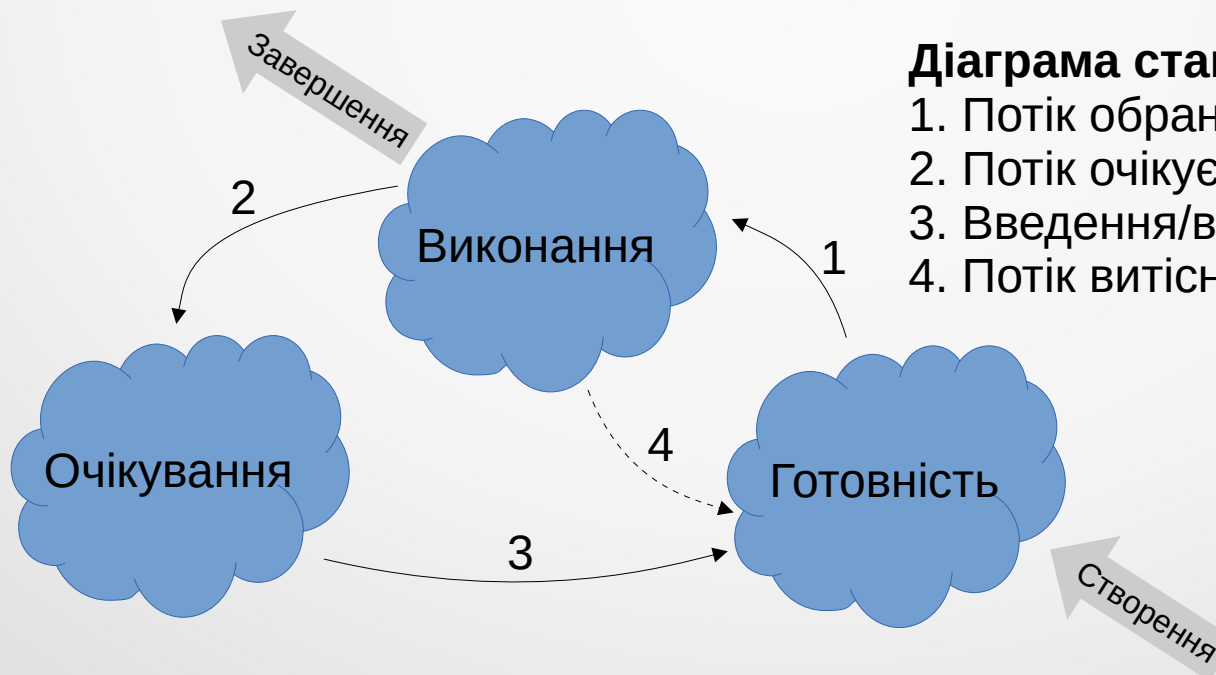 Завершення
Діаграма ста
1. Потік обран
2. Потік очікує
3. Введення/в
4. Потік витісн
2
Виконання
1
Очікування
4
Готовність
3
Створення